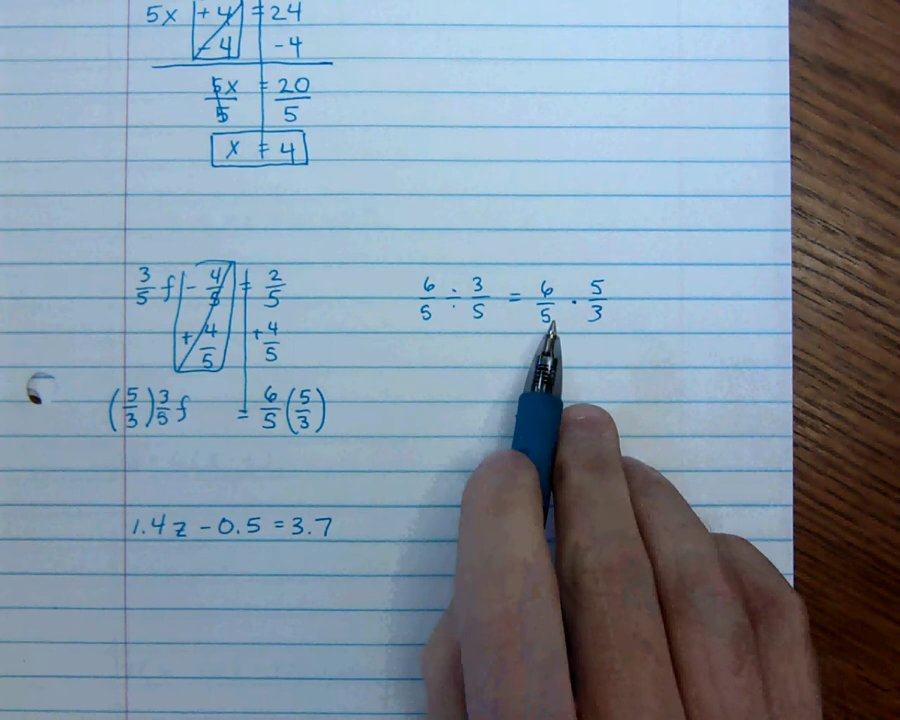 5x + 4 = 24
- 4 - 4
5x/5 = 20/5
x = 4
3/5 f - 4/5 = 2/5
+ 4/5 + 4/5
(5/3) 3/5 f = 6/5 (5/3)
6/5 ÷ 3/5 = 6/5 · 5/3
1.4z - 0.5 = 3.7